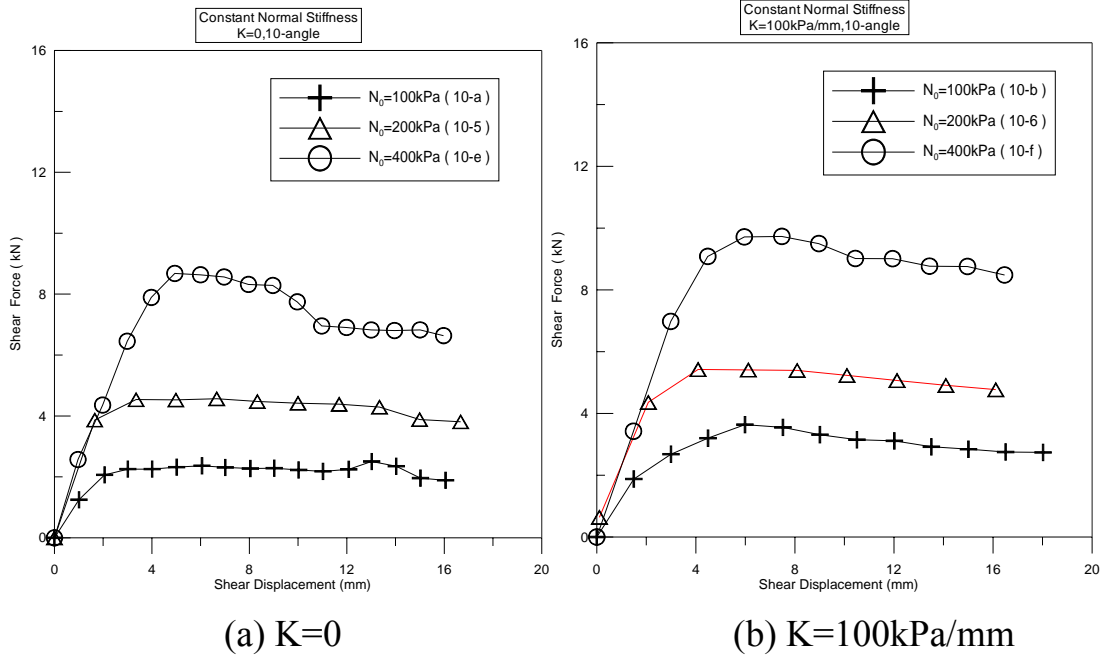 Constant Normal Stiffness
K=0,10-angle
16
12
8
4
0
Shear Force ( kN)
N₀=100kPa ( 10-a )
N₀=200kPa ( 10-5 )
N₀=400kPa ( 10-e )
0 4 8 12 16 20
Shear Displacement (mm)
(a) K=0
Constant Normal Stiffness
K=100kPa/mm,10-angle
16
12
8
4
0
Shear Force ( kN)
N₀=100kPa ( 10-b )
N₀=200kPa ( 10-6 )
N₀=400kPa ( 10-f )
0 4 8 12 16 20
Shear Displacement (mm)
(b) K=100kPa/mm